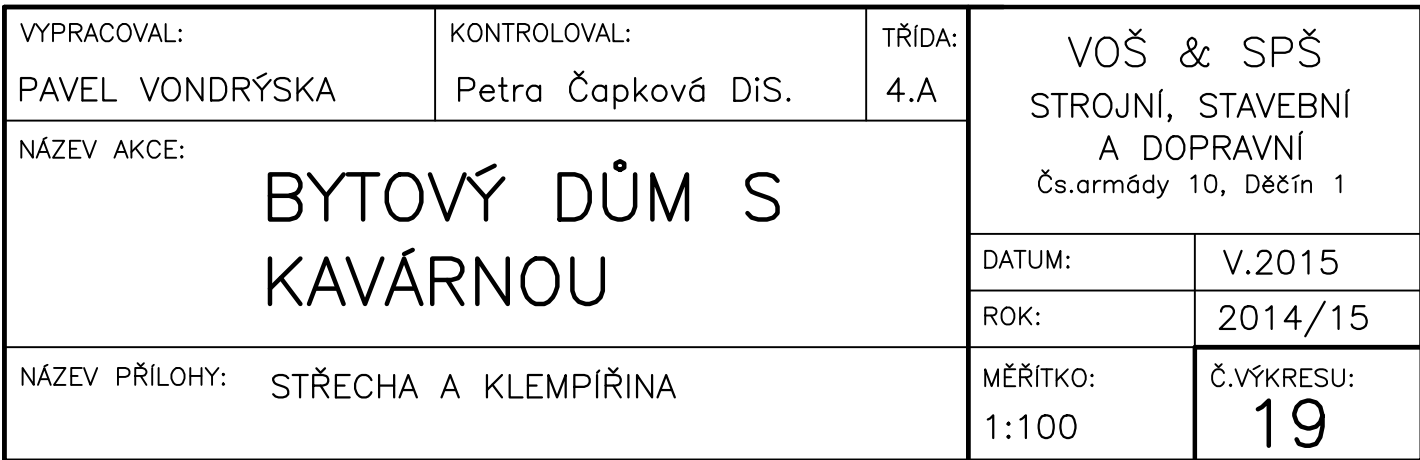 VYPRACOVAL:
PAVEL VONDRÝSKA
KONTROLOVAL:
Petra Čapková DiS.
TŘÍDA:
4.A
VOŠ & SPŠ
STROJNÍ, STAVEBNÍ
A DOPRAVNÍ
Čs.armády 10, Děčín 1
NÁZEV AKCE:
BYTOVÝ DŮM S
KAVÁRNOU
DATUM:
V.2015
ROK:
2014/15
NÁZEV PŘÍLOHY:
STŘECHA A KLEMPÍŘINA
MĚŘÍTKO:
1:100
Č.VÝKRESU:
19